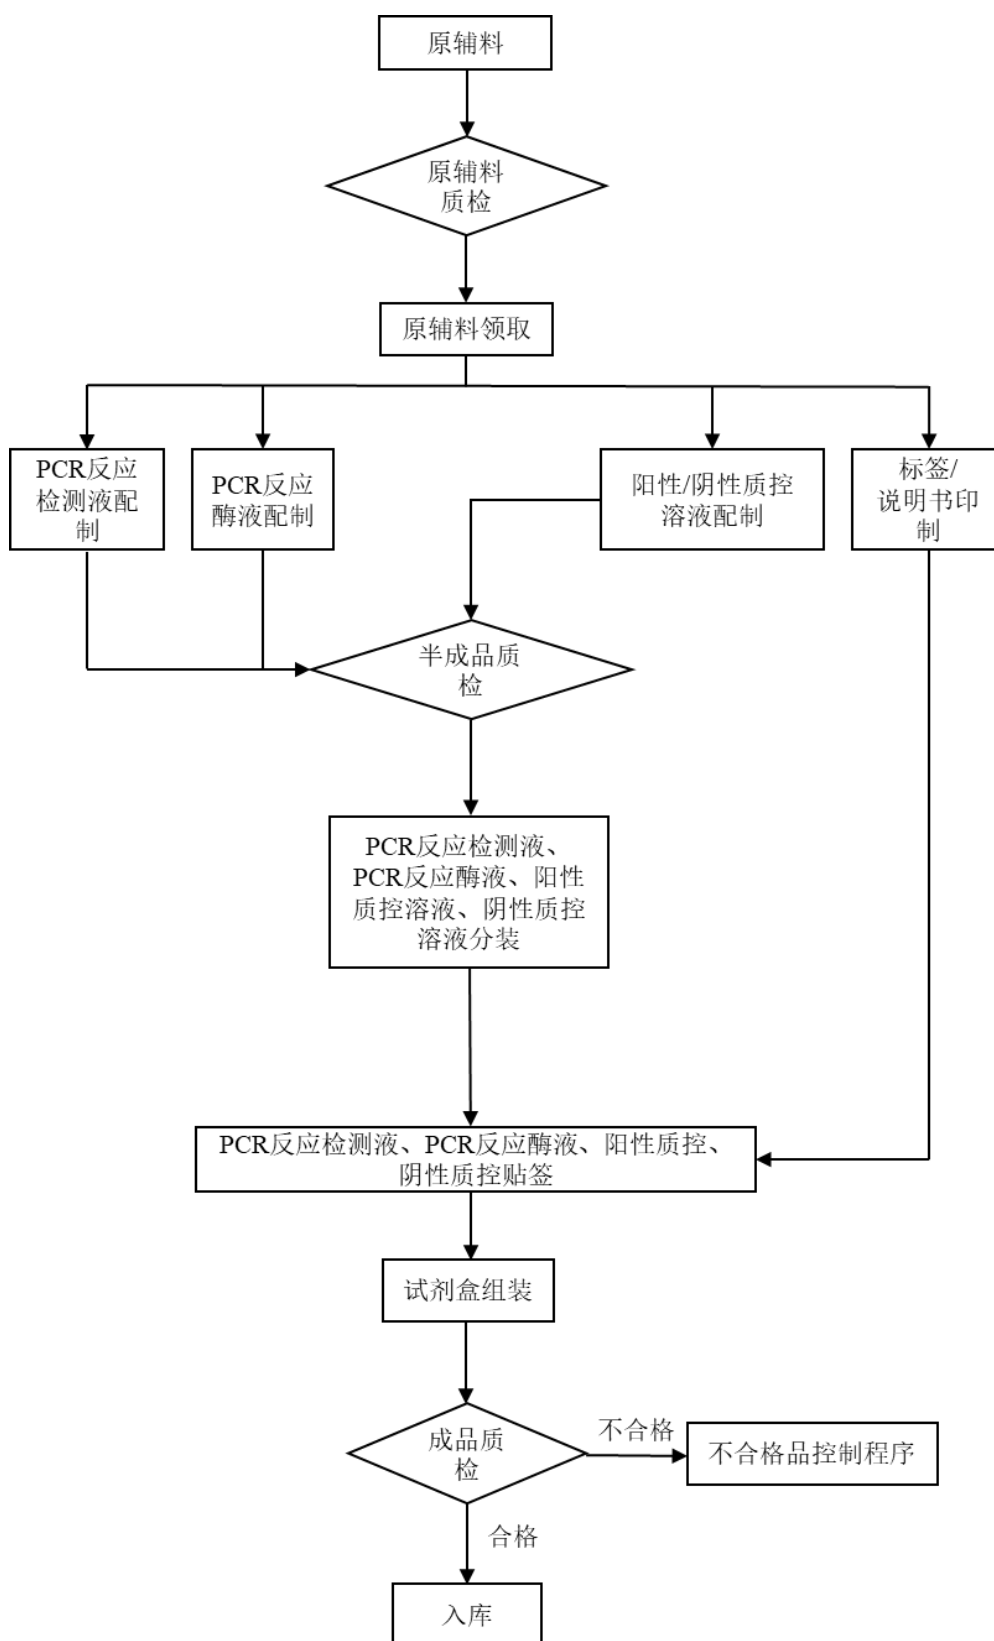 原辅料
原辅料
质检
原辅料领取
PCR反应
检测液配
制
PCR反应
酶液配制
阳性/阴性质控
溶液配制
标签/
说明书印
制
半成品质
检
PCR反应检测液、
PCR反应酶液、阳性
质控溶液、阴性质控
溶液分装
PCR反应检测液、PCR反应酶液、阳性质控、
阴性质控贴签
试剂盒组装
成品质
检
不合格
不合格品控制程序
合格
入库